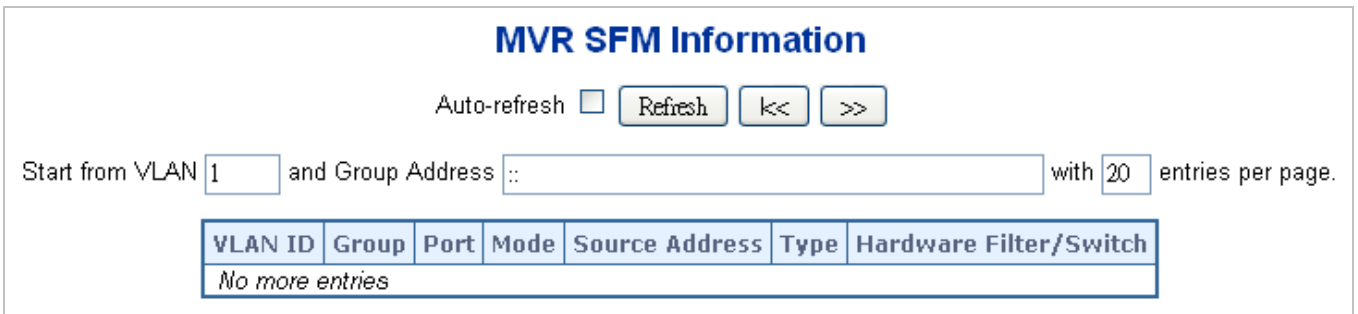 MVR SFM Information
Auto-refresh Refresh |<< >>
Start from VLAN 1 and Group Address :: with 20 entries per page.
VLAN ID Group Port Mode Source Address Type Hardware Filter/Switch
No more entries